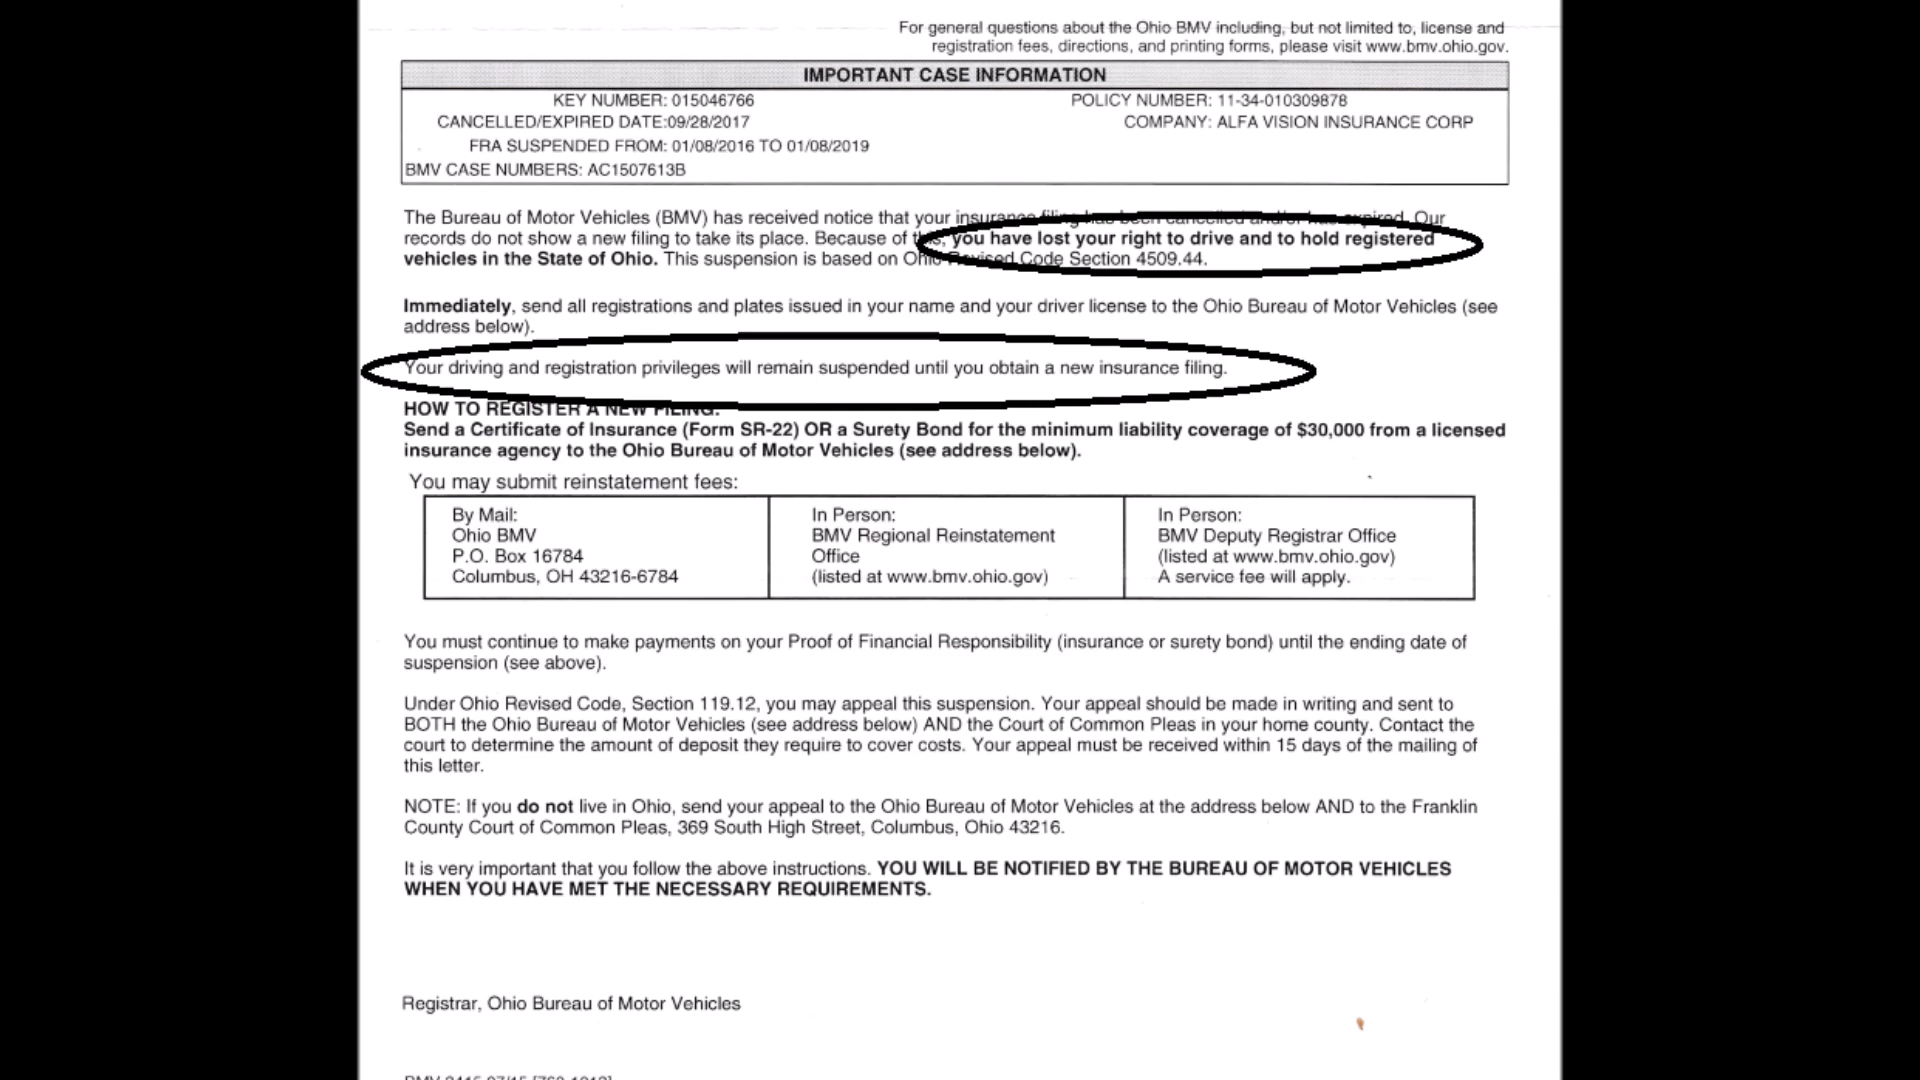 For general questions about the Ohio BMV including, but not limited to, license and
registration fees, directions, and printing forms, please visit www.bmv.ohio.gov.
IMPORTANT CASE INFORMATION
KEY NUMBER: 015046766 POLICY NUMBER: 11-34-010309878
CANCELLED/EXPIRED DATE:09/28/2017 COMPANY: ALFA VISION INSURANCE CORP
FRA SUSPENDED FROM: 01/08/2016 TO 01/08/2019
BMV CASE NUMBERS: AC1507613B
The Bureau of Motor Vehicles (BMV) has received notice that your insurance filing has been cancelled and/or has expired. Our
records do not show a new filing to take its place. Because of this, you have lost your right to drive and to hold registered
vehicles in the State of Ohio. This suspension is based on Ohio Revised Code Section 4509.44.
Immediately, send all registrations and plates issued in your name and your driver license to the Ohio Bureau of Motor Vehicles (see
address below).
Your driving and registration privileges will remain suspended until you obtain a new insurance filing.
HOW TO REGISTER A NEW FILING:
Send a Certificate of Insurance (Form SR-22) OR a Surety Bond for the minimum liability coverage of $30,000 from a licensed
insurance agency to the Ohio Bureau of Motor Vehicles (see address below).
You may submit reinstatement fees:
By Mail:
Ohio BMV
P.O. Box 16784
Columbus, OH 43216-6784
In Person:
BMV Regional Reinstatement
Office
(listed at www.bmv.ohio.gov)
In Person:
BMV Deputy Registrar Office
(listed at www.bmv.ohio.gov)
A service fee will apply.
You must continue to make payments on your Proof of Financial Responsibility (insurance or surety bond) until the ending date of
suspension (see above).
Under Ohio Revised Code, Section 119.12, you may appeal this suspension. Your appeal should be made in writing and sent to
BOTH the Ohio Bureau of Motor Vehicles (see address below) AND the Court of Common Pleas in your home county. Contact the
court to determine the amount of deposit they require to cover costs. Your appeal must be received within 15 days of the mailing of
this letter.
NOTE: If you do not live in Ohio, send your appeal to the Ohio Bureau of Motor Vehicles at the address below AND to the Franklin
County Court of Common Pleas, 369 South High Street, Columbus, Ohio 43216.
It is very important that you follow the above instructions. YOU WILL BE NOTIFIED BY THE BUREAU OF MOTOR VEHICLES
WHEN YOU HAVE MET THE NECESSARY REQUIREMENTS.
Registrar, Ohio Bureau of Motor Vehicles